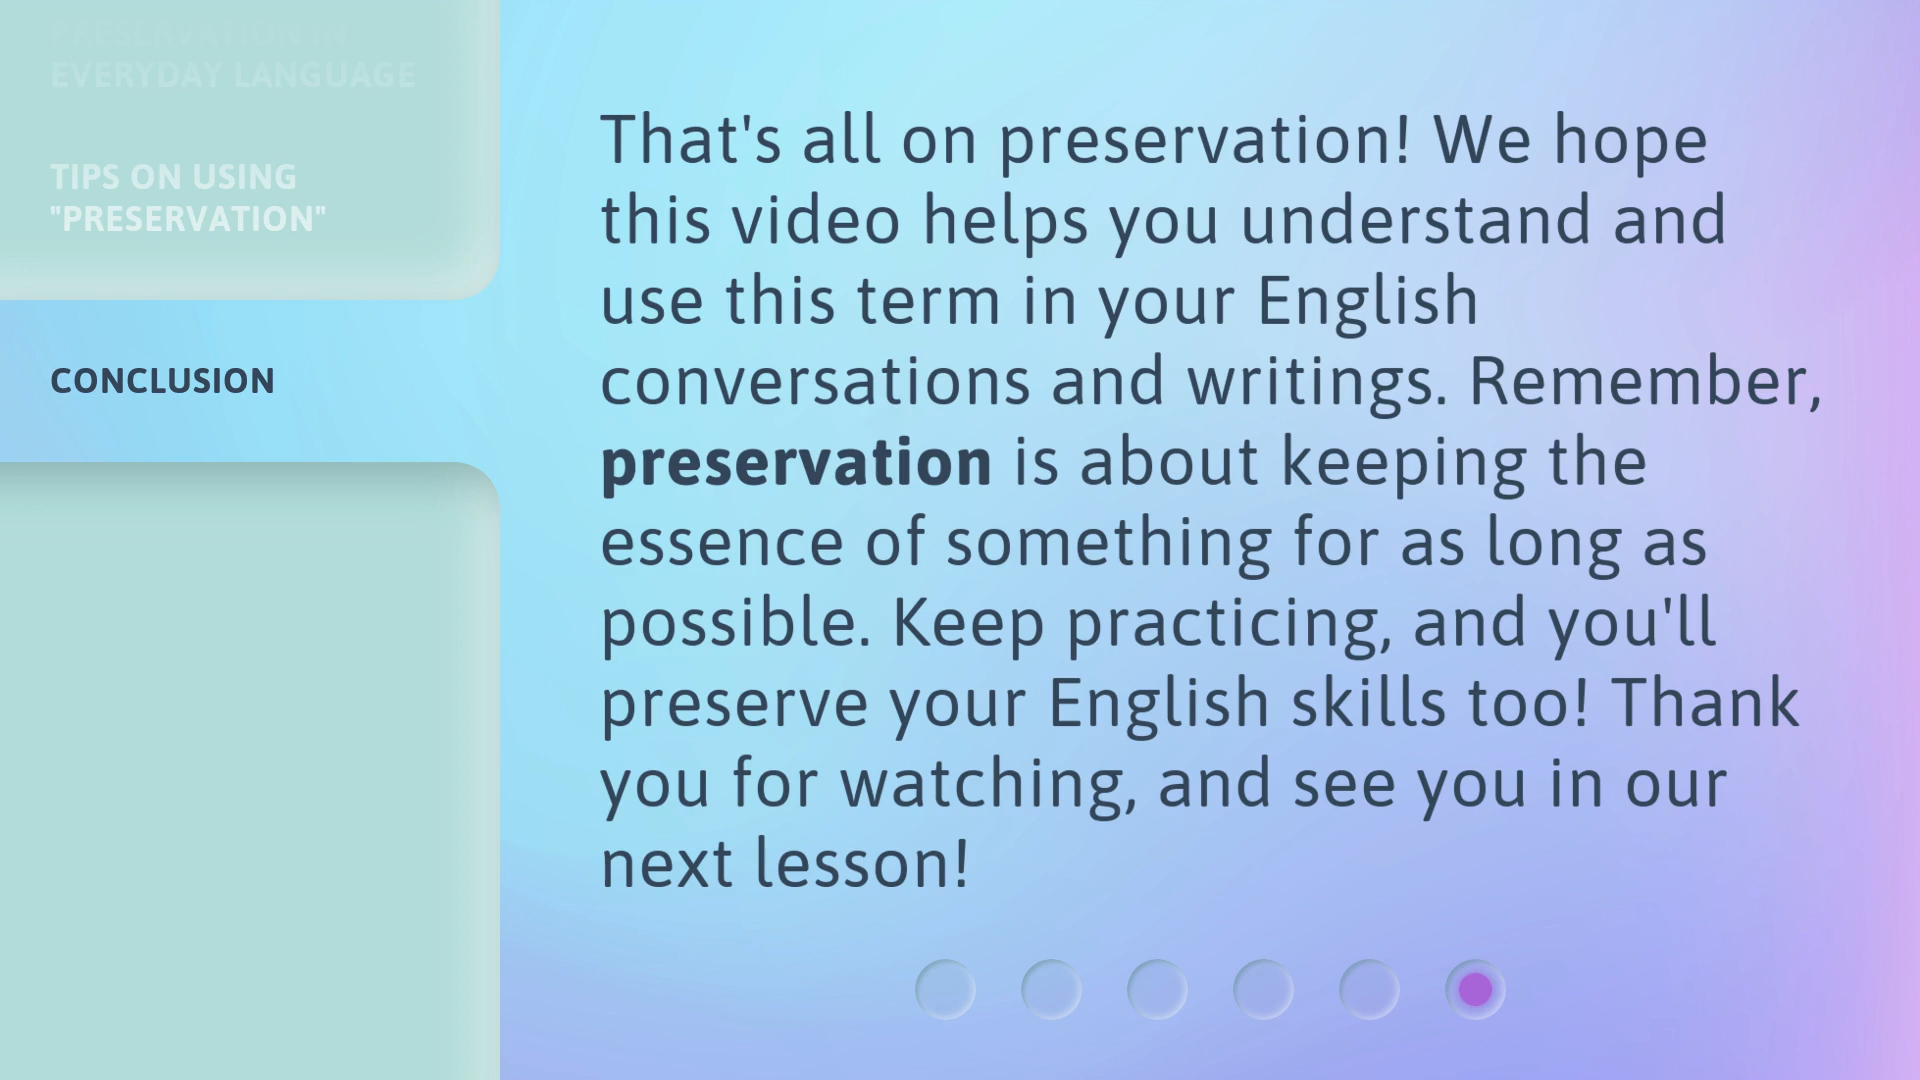 PRESERVATION IN
EVERYDAY LANGUAGE
TIPS ON USING
"PRESERVATION"
CONCLUSION
That's all on preservation! We hope
this video helps you understand and
use this term in your English
conversations and writings. Remember,
preservation is about keeping the
essence of something for as long as
possible. Keep practicing, and you'll
preserve your English skills too! Thank
you for watching, and see you in our
next lesson!